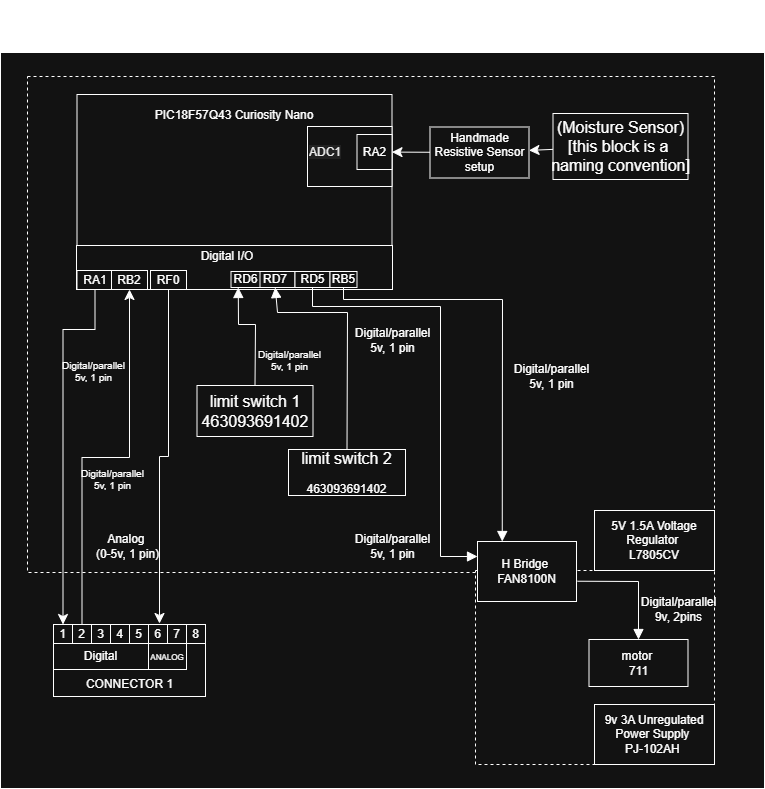 PIC18F57Q43 Curiosity Nano
ADC1
RA2
Handmade
Resistive Sensor
setup
(Moisture Sensor)
[this block is a
naming convention]
Digital I/O
RA1
RB2
RF0
RD6
RD7
RD5
RB5
Digital/parallel
5v, 1 pin
Digital/parallel
5v, 1 pin
Digital/parallel
5v, 1 pin
Digital/parallel
5v, 1 pin
limit switch 1
463093691402
limit switch 2
463093691402
Digital/parallel
5v, 1 pin
Analog
(0-5v, 1 pin)
Digital/parallel
5v, 1 pin
5V 1.5A Voltage
Regulator
L7805CV
H Bridge
FAN8100N
Digital/parallel
9v, 2pins
1
2
3
4
5
6
7
8
Digital
ANALOG
CONNECTOR 1
motor
711
9v 3A Unregulated
Power Supply
PJ-102AH